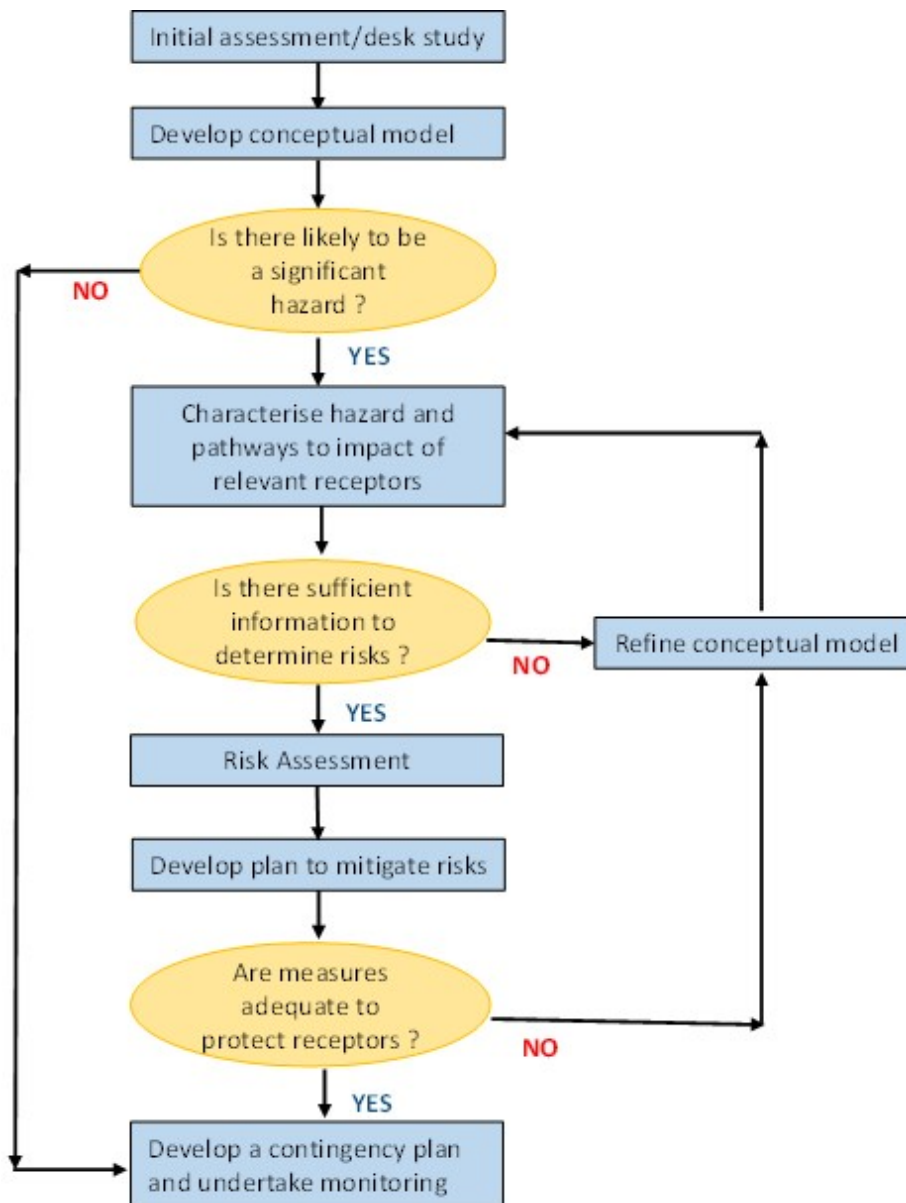 Initial assessment/desk study
Develop conceptual model
Is there likely to be
a significant
hazard ?
NO
YES
Characterise hazard and
pathways to impact of
relevant receptors
Is there sufficient
information to
determine risks ?
NO
Refine conceptual model
YES
Risk Assessment
Develop plan to mitigate risks
Are measures
adequate to
protect receptors ?
NO
YES
Develop a contingency plan
and undertake monitoring